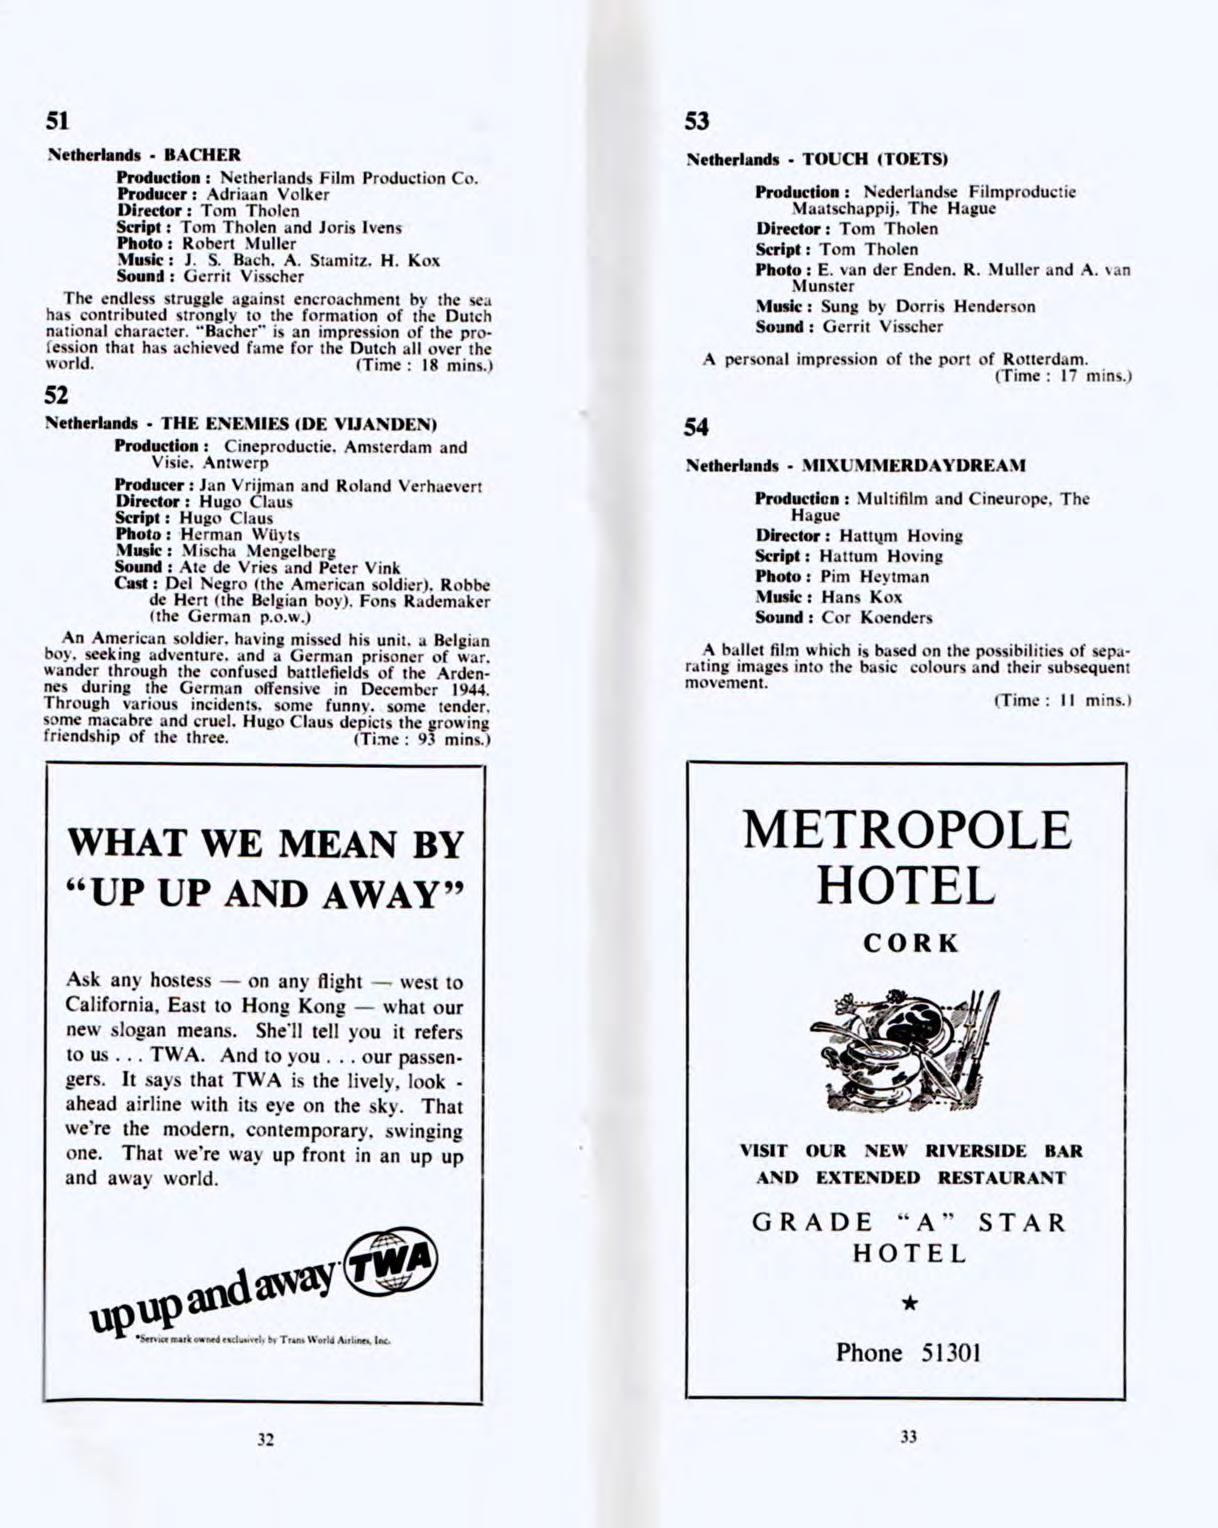 51
Netherlands - BACHER
Production : Netherlands Film Production Co.
Producer : Adriaan Volker
Director : Tom Tholen
Script : Tom Tholen and Joris Ivens
Photo : Robert Muller
Music : J. S. Bach. A. Stamitz. H. Kox
Sound : Gerrit Visscher
The endless struggle against encroachment by the sea
has contributed strongly to the formation of the Dutch
national character. "Bacher" is an impression of the pro-
fession that has achieved fame for the Dutch all over the
world. (Time : 18 mins.)
52
Netherlands - THE ENEMIES (DE VIJANDEN)
Production : Cineproductie, Amsterdam and
Visie, Antwerp
Producer : Jan Vrijman and Roland Verhaevert
Director : Hugo Claus
Script : Hugo Claus
Photo : Herman Wüyts
Music : Mischa Mengelberg
Sound : Ate de Vries and Peter Vink
Cast : Del Negro (the American soldier), Robbe
de Hert (the Belgian boy), Fons Rademaker
(the German p.o.w.)
An American soldier, having missed his unit, a Belgian
boy, seeking adventure, and a German prisoner of war,
wander through the confused battlefields of the Arden-
nes during the German offensive in December 1944.
Through various incidents, some funny, some tender,
some macabre and cruel, Hugo Claus depicts the growing
friendship of the three. (Time : 93 mins.)
WHAT WE MEAN BY
"UP UP AND AWAY"
Ask any hostess — on any flight — west to
California, East to Hong Kong — what our
new slogan means. She'll tell you it refers
to us . . . TWA. And to you . . . our passen-
gers. It says that TWA is the lively, look -
ahead airline with its eye on the sky. That
we're the modern, contemporary, swinging
one. That we're way up front in an up up
and away world.
up up and away* TWA
*Service mark owned exclusively by Trans World Airlines, Inc.
32
53
Netherlands - TOUCH (TOETS)
Production : Nederlandse Filmproductie
Maatschappij, The Hague
Director : Tom Tholen
Script : Tom Tholen
Photo : E. van der Enden. R. Muller and A. van
Munster
Music : Sung by Dorris Henderson
Sound : Gerrit Visscher
A personal impression of the port of Rotterdam.
(Time : 17 mins.)
54
Netherlands - MIXUMMERDAYDREAM
Production : Multifilm and Cineurope, The
Hague
Director : Hattum Hoving
Script : Hattum Hoving
Photo : Pim Heytman
Music : Hans Kox
Sound : Cor Koenders
A ballet film which is based on the possibilities of sepa-
rating images into the basic colours and their subsequent
movement.
(Time : 11 mins.)
METROPOLE
HOTEL
CORK
VISIT OUR NEW RIVERSIDE BAR
AND EXTENDED RESTAURANT
GRADE "A" STAR
HOTEL
★
Phone 51301
33